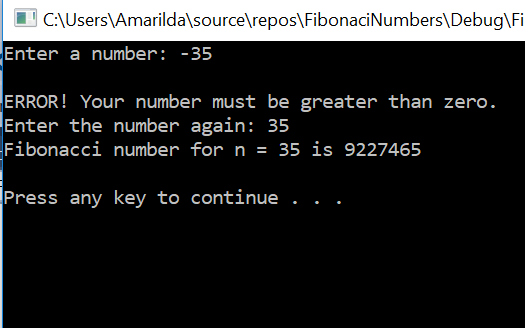 C:\Users\Amarilda\source\repos\FibonaciNumbers\Debug\Fi
Enter a number: -35
ERROR! Your number must be greater than zero.
Enter the number again: 35
Fibonacci number for n = 35 is 9227465
Press any key to continue . . .